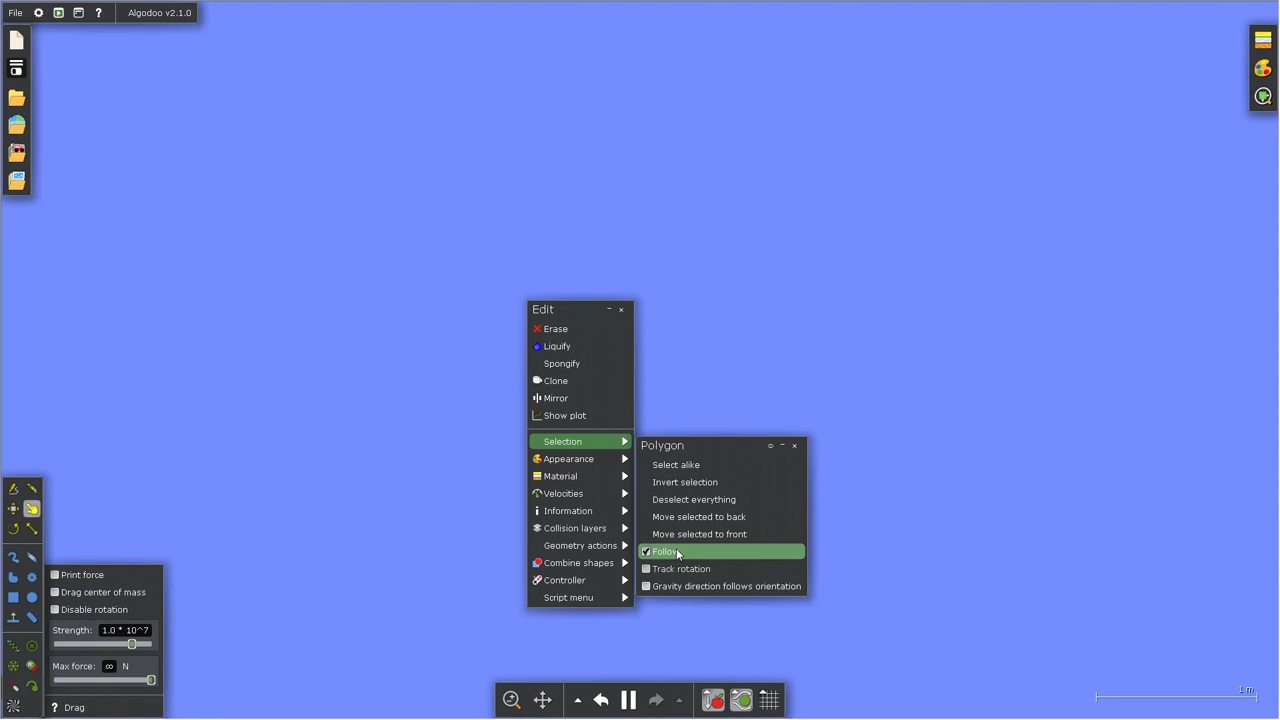 File ? Algodoo v2.1.0
Edit
Erase
Liquify
Spongify
Clone
Mirror
Show plot
Selection
Appearance
Material
Velocities
Information
Collision layers
Geometry actions
Combine shapes
Controller
Script menu
Polygon
Select alike
Invert selection
Deselect everything
Move selected to back
Move selected to front
Follow
Track rotation
Gravity direction follows orientation
Print force
Drag center of mass
Disable rotation
Strength: 1.0 * 10^7
Max force: ∞ N
? Drag
1 m